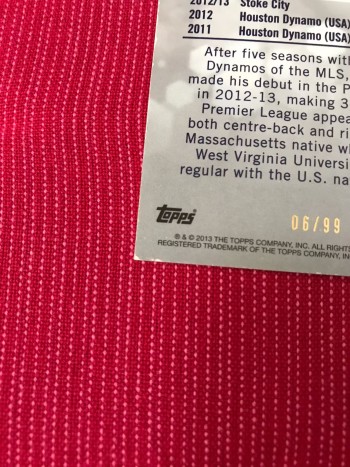 2012/13 Stoke City
2012 Houston Dynamo (USA)
2011 Houston Dynamo (USA)
After five seasons with
Dynamos of the MLS,
made his debut in the P
in 2012-13, making 3
Premier League appea
both centre-back and ri
Massachusetts native w
West Virginia Universi
regular with the U.S. na
Topps
06/99
® & © 2013 THE TOPPS COMPANY, INC. ALL RIGHTS
REGISTERED TRADEMARK OF THE TOPPS COMPANY, IN